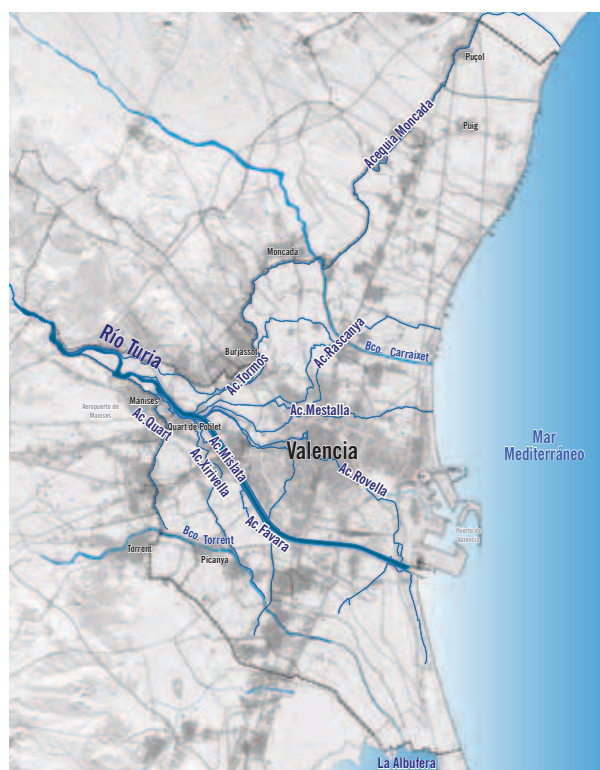 Puçol
Puig
Acequia Moncada
Moncada
Río Turia
Burjassot
Ac.Tormos
Ac.Rascanya
Bco. Carraixet
Aeropuerto de
Manises
Manises
Ac.Quart
Quart de Poblet
Ac.Mestalla
Valencia
Mar
Mediterráneo
Ac.Mislata
Ac.Xirivella
Ac.Rovella
Ac.Favara
Puerto de
Valencia
Bco. Torrent
Torrent
Picanya
La Albufera